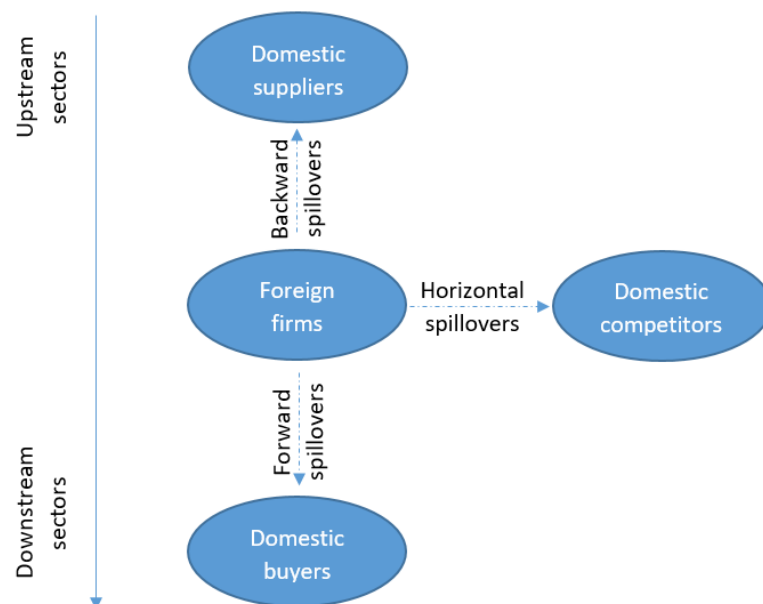 Upstream
sectors
Domestic
suppliers
Backward
spillovers
Foreign
firms
Horizontal
spillovers
Domestic
competitors
Forward
spillovers
Downstream
sectors
Domestic
buyers